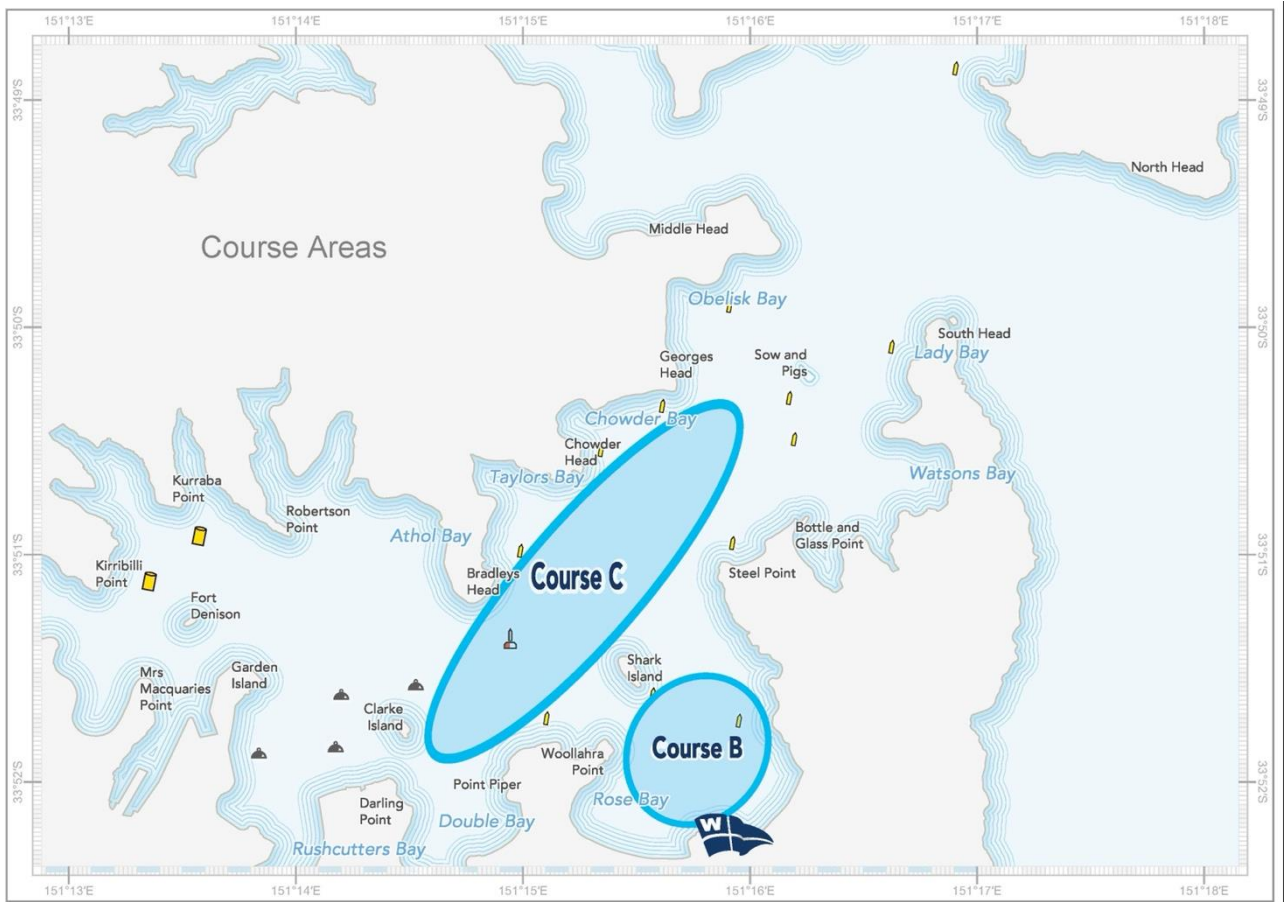 151°13'E 151°14'E 151°15'E 151°16'E 151°17'E 151°18'E
33°49'S
33°49'S
North Head
Middle Head
Course Areas
Obelisk Bay
33°50'S
33°50'S
South Head
Lady Bay
Georges
Head
Sow and
Pigs
Chowder Bay
Chowder
Head
Taylors Bay
Watsons Bay
Kurraba
Point
Robertson
Point
Athol Bay
Bottle and
Glass Point
33°51'S
33°51'S
Kirribilli
Point
Bradleys
Head
Course C
Steel Point
Fort
Denison
Shark
Island
Mrs
Macquaries
Point
Garden
Island
Clarke
Island
Woollahra
Point
Course B
33°52'S
33°52'S
Point Piper
Rose Bay
Darling
Point
Double Bay
W
Rushcutters Bay
151°13'E 151°14'E 151°15'E 151°16'E 151°17'E 151°18'E